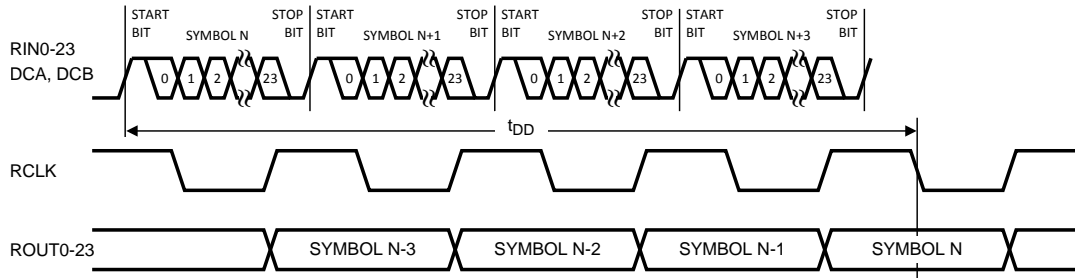 START STOP START STOP START STOP START STOP
BIT SYMBOL N BIT BIT SYMBOL N+1 BIT BIT SYMBOL N+2 BIT BIT SYMBOL N+3 BIT
RIN0-23
DCA, DCB
0 1 2 23 0 1 2 23 0 1 2 23 0 1 2 23
tDD
RCLK
ROUT0-23 SYMBOL N-3 SYMBOL N-2 SYMBOL N-1 SYMBOL N